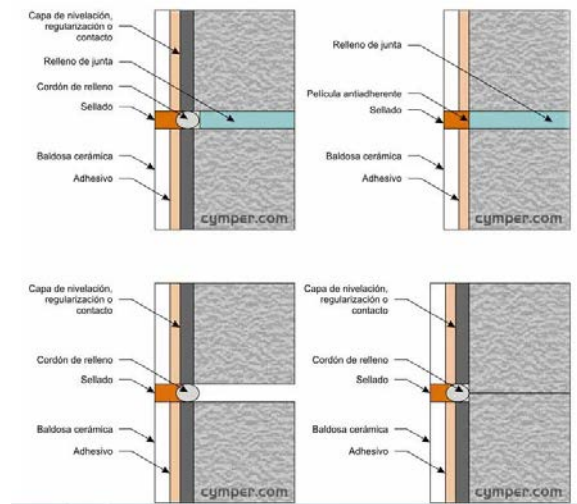 Capa de nivelación,
regularización o
contacto
Relleno de junta
Cordón de relleno
Sellado
Baldosa cerámica
Adhesivo
cymper.com
Relleno de junta
Película antiadherente
Sellado
Baldosa cerámica
Adhesivo
cymper.com
Capa de nivelación,
regularización o
contacto
Cordón de relleno
Sellado
Baldosa cerámica
Adhesivo
cymper.com
Capa de nivelación,
regularización o
contacto
Cordón de relleno
Sellado
Baldosa cerámica
Adhesivo
cymper.com